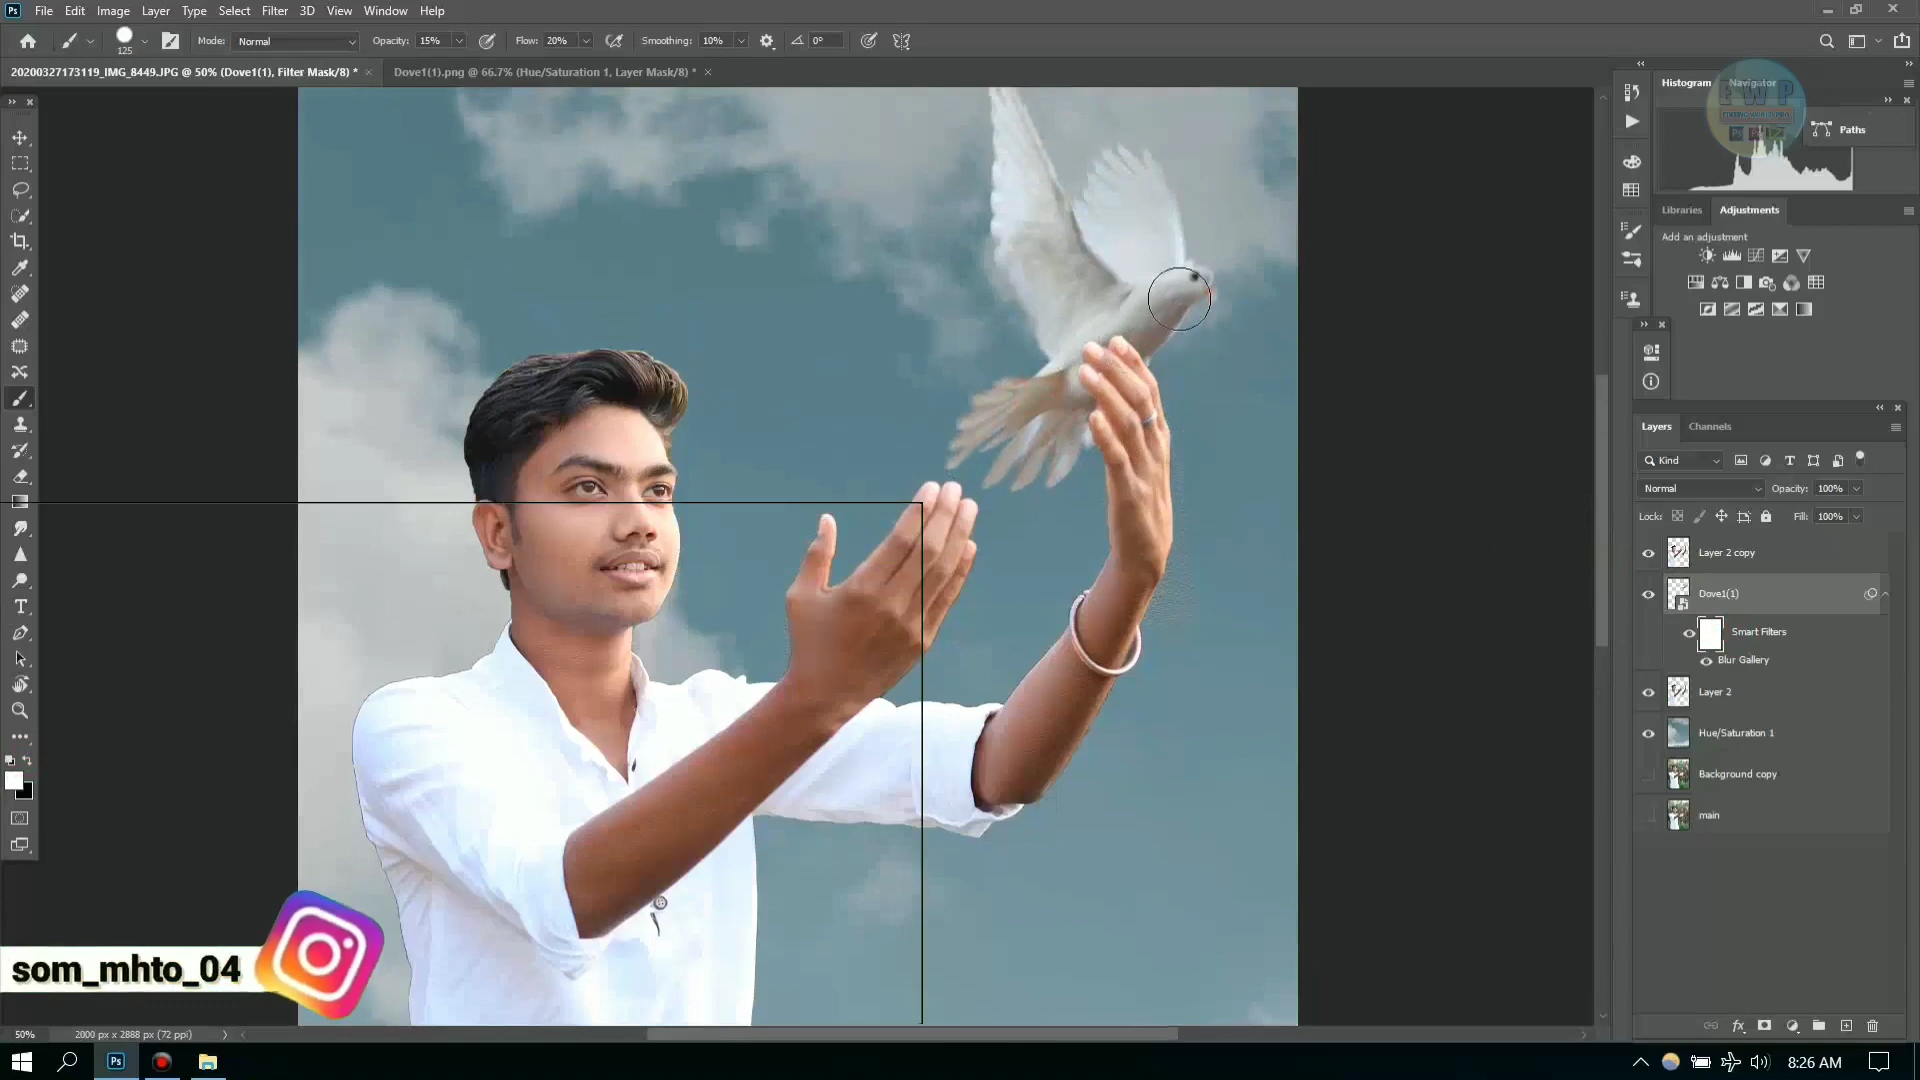 Ps File Edit Image Layer Type Select Filter 3D View Window Help
125 Mode: Normal Opacity: 15% Flow: 20% Smoothing: 10% 0°
20200327173119_IMG_8449.JPG @ 50% (Dove1(1), Filter Mask/8) * × Dove1(1).png @ 66.7% (Hue/Saturation 1, Layer Mask/8) * ×
Histogram Navigator
E W P
Paths
Libraries Adjustments
Add an adjustment
Layers Channels
Kind
Normal Opacity: 100%
Lock: Fill: 100%
Layer 2 copy
Dove1(1)
Smart Filters
Blur Gallery
Layer 2
Hue/Saturation 1
Background copy
main
som_mhto_04
50% 2000 px x 2888 px (72 ppi)
Ps 8:26 AM